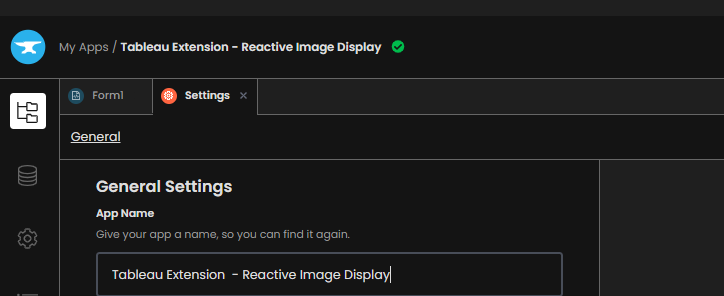 My Apps / Tableau Extension - Reactive Image Display
Form1 Settings
General
General Settings
App Name
Give your app a name, so you can find it again.
Tableau Extension  - Reactive Image Display